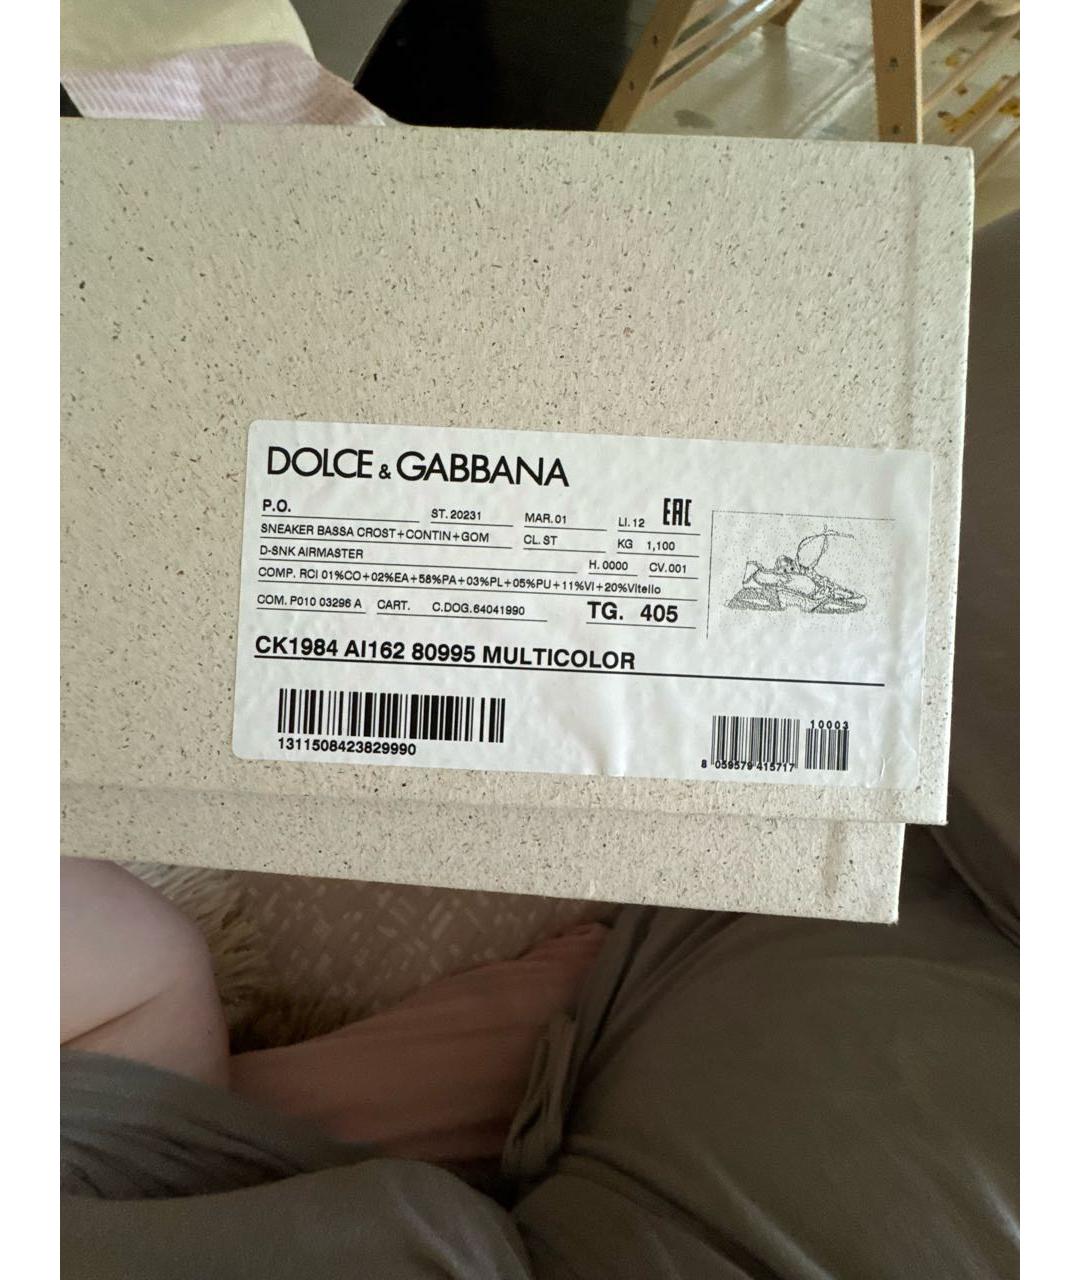 DOLCE & GABBANA
P.O. ST. 20231 MAR. 01 LI. 12 EAC
SNEAKER BASSA CROST+CONTIN+GOM CL. ST KG 1,100
D-SNK AIRMASTER H. 0000 CV. 001
COMP. RCI 01%CO+02%EA+58%PA+03%PL+05%PU+11%VI+20%Vitello
COM. P010 03296 A CART. C.DOG.64041990 TG. 405
CK1984 AI162 80995 MULTICOLOR
1311508423829990
10003
8 059579 415717